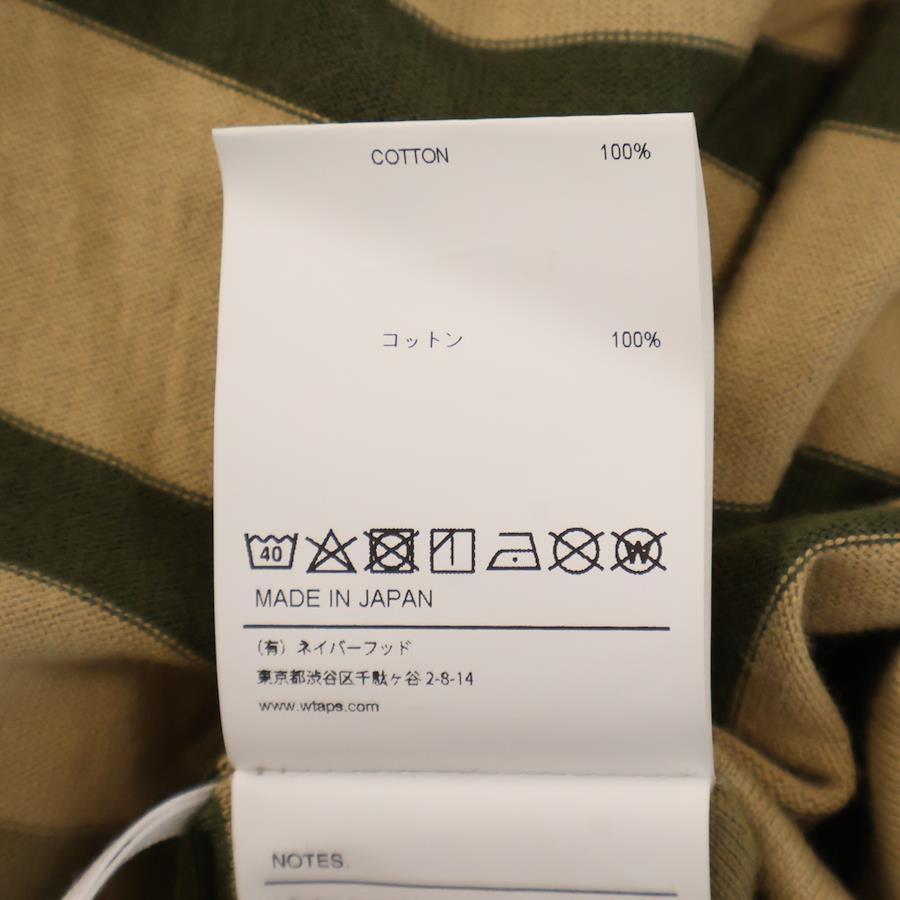 COTTON 100%
コットン 100%
40 W
MADE IN JAPAN
(有) ネイバーフッド
東京都渋谷区千駄ヶ谷 2-8-14
www.wtaps.com
NOTES.